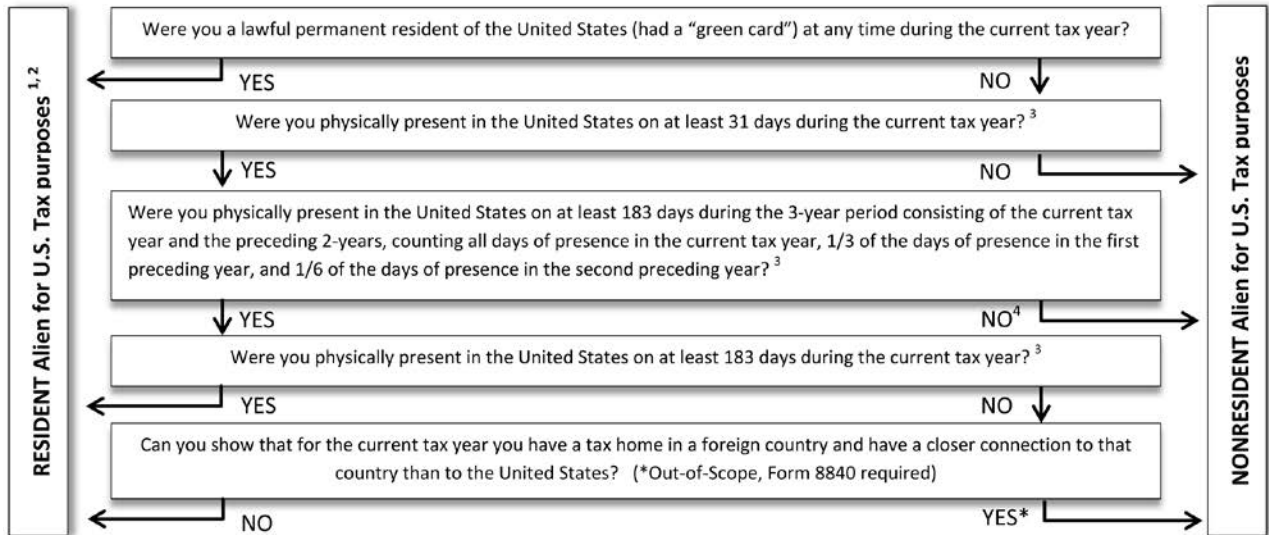 RESIDENT Alien for U.S. Tax purposes 1, 2
Were you a lawful permanent resident of the United States (had a “green card”) at any time during the current tax year?
YES
NO
Were you physically present in the United States on at least 31 days during the current tax year? 3
YES
NO
Were you physically present in the United States on at least 183 days during the 3-year period consisting of the current tax
year and the preceding 2-years, counting all days of presence in the current tax year, 1/3 of the days of presence in the first
preceding year, and 1/6 of the days of presence in the second preceding year? 3
YES
NO4
Were you physically present in the United States on at least 183 days during the current tax year? 3
YES
NO
Can you show that for the current tax year you have a tax home in a foreign country and have a closer connection to that
country than to the United States? (*Out-of-Scope, Form 8840 required)
NO
YES*
NONRESIDENT Alien for U.S. Tax purposes